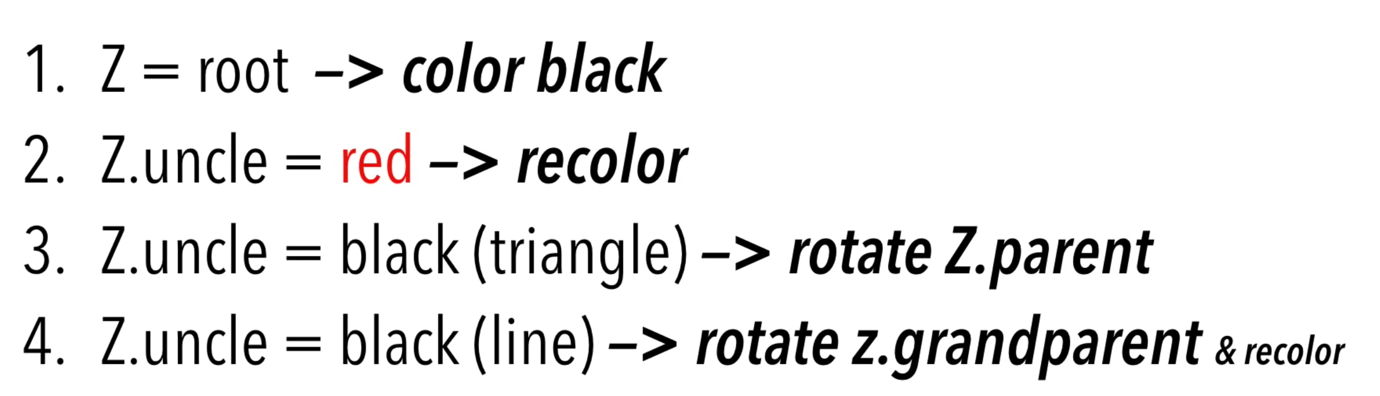 1. Z = root –> color black
2. Z.uncle = red –> recolor
3. Z.uncle = black (triangle) –> rotate Z.parent
4. Z.uncle = black (line) –> rotate z.grandparent & recolor